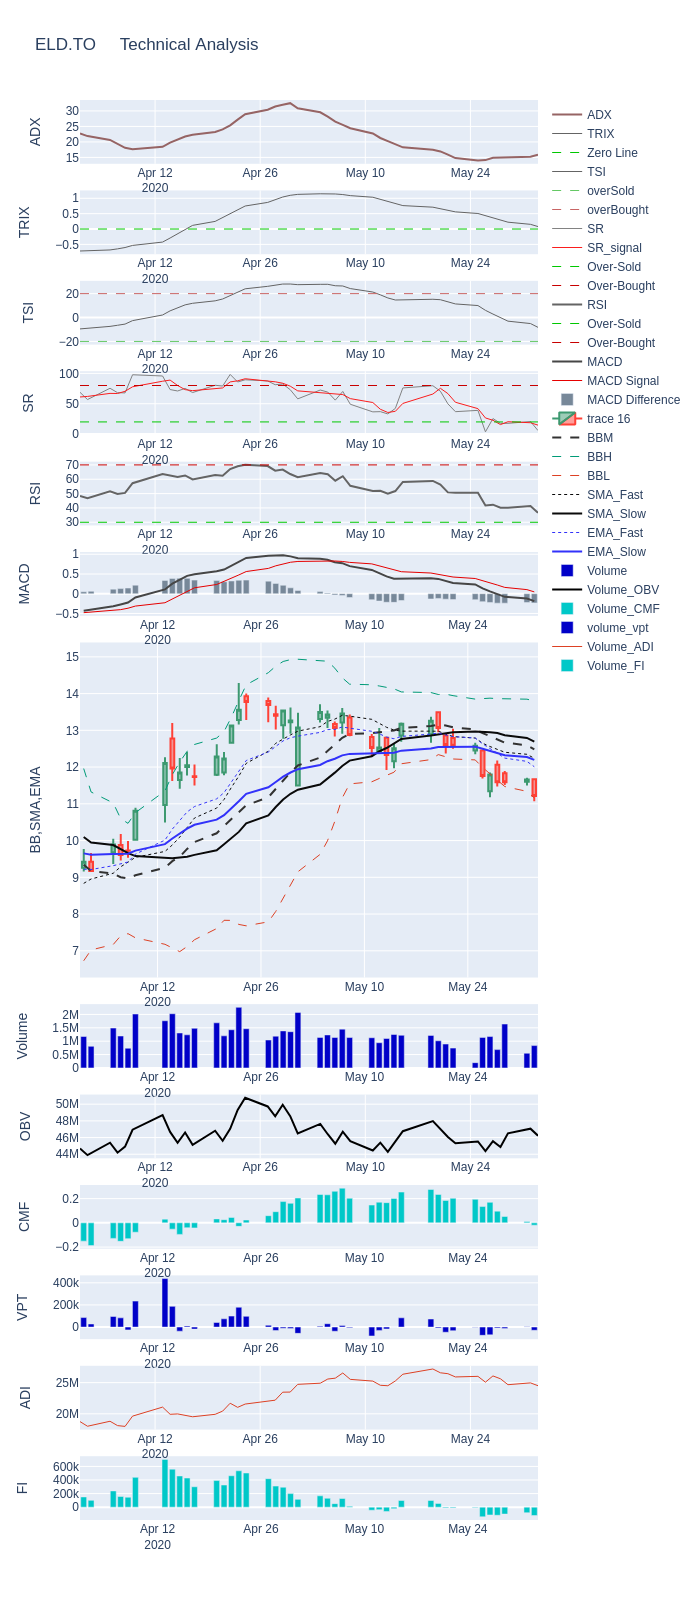 ELD.TO Technical Analysis
ADX
30
25
20
15
Apr 12
2020
Apr 26
May 10
May 24
TRIX
1
0.5
0
−0.5
Apr 12
2020
Apr 26
May 10
May 24
TSI
20
0
−20
Apr 12
2020
Apr 26
May 10
May 24
SR
100
50
0
Apr 12
2020
Apr 26
May 10
May 24
RSI
70
60
50
40
30
Apr 12
2020
Apr 26
May 10
May 24
MACD
1
0.5
0
−0.5
Apr 12
2020
Apr 26
May 10
May 24
BB,SMA,EMA
15
14
13
12
11
10
9
8
7
Apr 12
2020
Apr 26
May 10
May 24
Volume
2M
1.5M
1M
0.5M
0
Apr 12
2020
Apr 26
May 10
May 24
OBV
50M
48M
46M
44M
Apr 12
2020
Apr 26
May 10
May 24
CMF
0.2
0
−0.2
Apr 12
2020
Apr 26
May 10
May 24
VPT
400k
200k
0
Apr 12
2020
Apr 26
May 10
May 24
ADI
25M
20M
Apr 12
2020
Apr 26
May 10
May 24
FI
600k
400k
200k
0
Apr 12
2020
Apr 26
May 10
May 24
ADX
TRIX
Zero Line
TSI
overSold
overBought
SR
SR_signal
Over-Sold
Over-Bought
RSI
Over-Sold
Over-Bought
MACD
MACD Signal
MACD Difference
trace 16
BBM
BBH
BBL
SMA_Fast
SMA_Slow
EMA_Fast
EMA_Slow
Volume
Volume_OBV
Volume_CMF
volume_vpt
Volume_ADI
Volume_FI